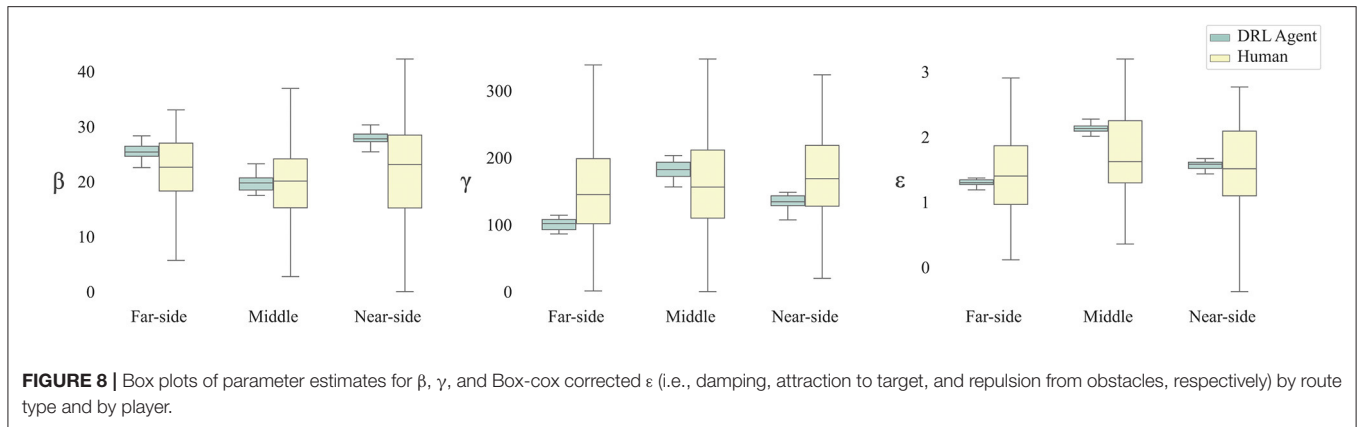 DRL Agent
Human
β
40
30
20
10
0
Far-side Middle Near-side
γ
300
200
100
0
Far-side Middle Near-side
ε
3
2
1
0
Far-side Middle Near-side
FIGURE 8 | Box plots of parameter estimates for β, γ, and Box-cox corrected ε (i.e., damping, attraction to target, and repulsion from obstacles, respectively) by route
type and by player.